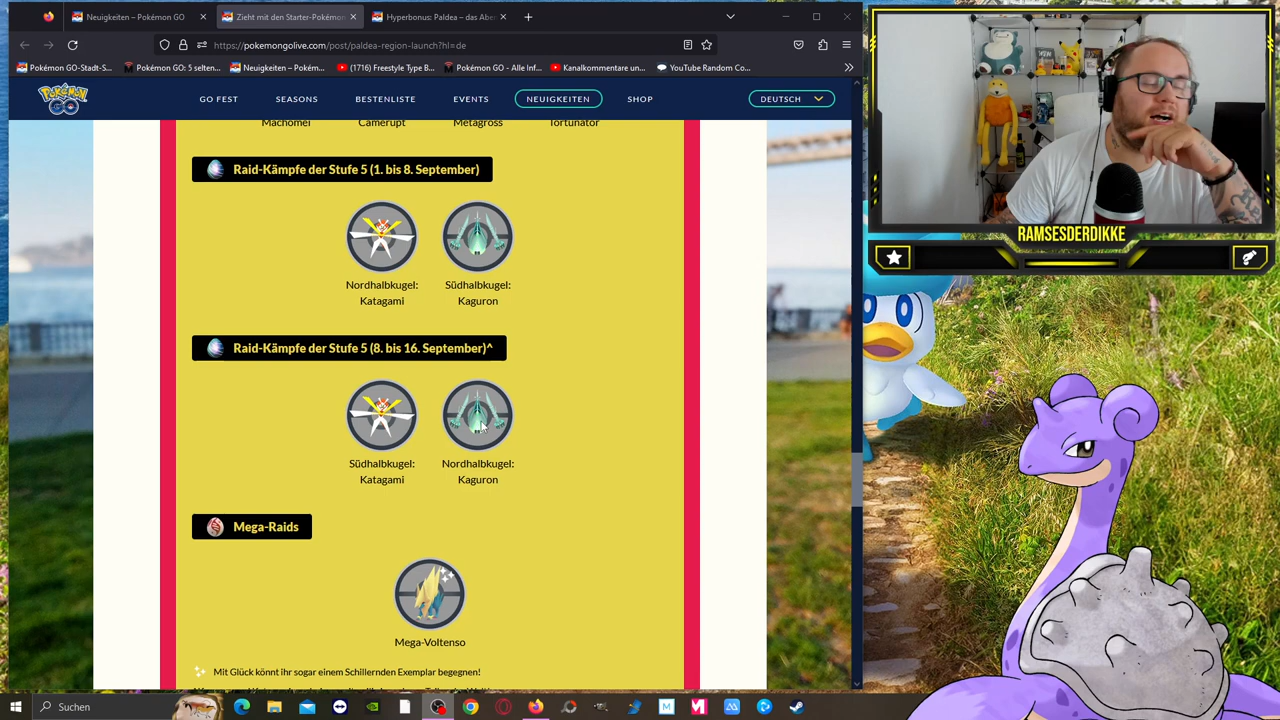 Neuigkeiten – Pokémon GO
Zieht mit den Starter-Pokémon
Hyperbonus: Paldea – das Aben
https://pokemongolive.com/post/paldea-region-launch?hl=de
Pokémon GO-Stadt-S...
Pokémon GO: 5 selten...
Neuigkeiten – Pokém...
(171)
Type B...
Pokémon GO - Alle Inf...
Kanalkommentare un...
YouTube Random Co...
POKÉMON GO
GO FEST
SEASONS
BESTENLISTE
EVENTS
NEUIGKEITEN
SHOP
DEUTSCH
Machomei
Camerupt
Metagross
Tortunator
Raid-Kämpfe der Stufe 5 (1. bis 8. September)
Nordhalbkugel:
Katagami
Südhalbkugel:
Kaguron
Raid-Kämpfe der Stufe 5 (8. bis 16. September)^
Südhalbkugel:
Katagami
Nordhalbkugel:
Kaguron
Mega-Raids
Mega-Voltenso
Mit Glück könnt ihr sogar einem Schillernden Exemplar begegnen!
RAMSESDERDIKKE
Suchen